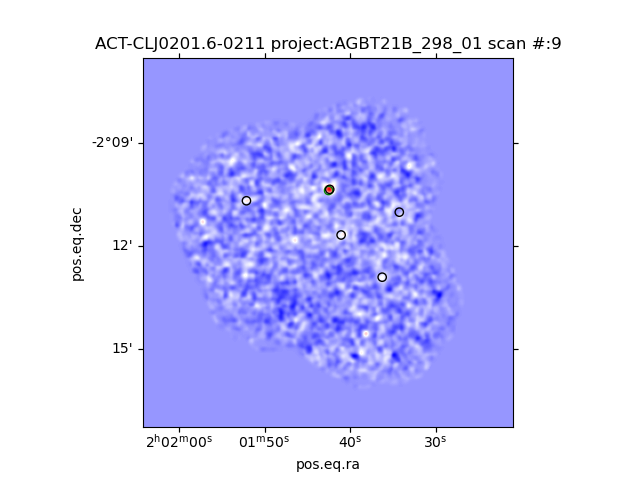 ACT-CLJ0201.6-0211 project:AGBT21B_298_01 scan #:9
-2°09'
12'
15'
pos.eq.dec
2ʰ02ᵐ00ˢ 01ᵐ50ˢ 40ˢ 30ˢ
pos.eq.ra